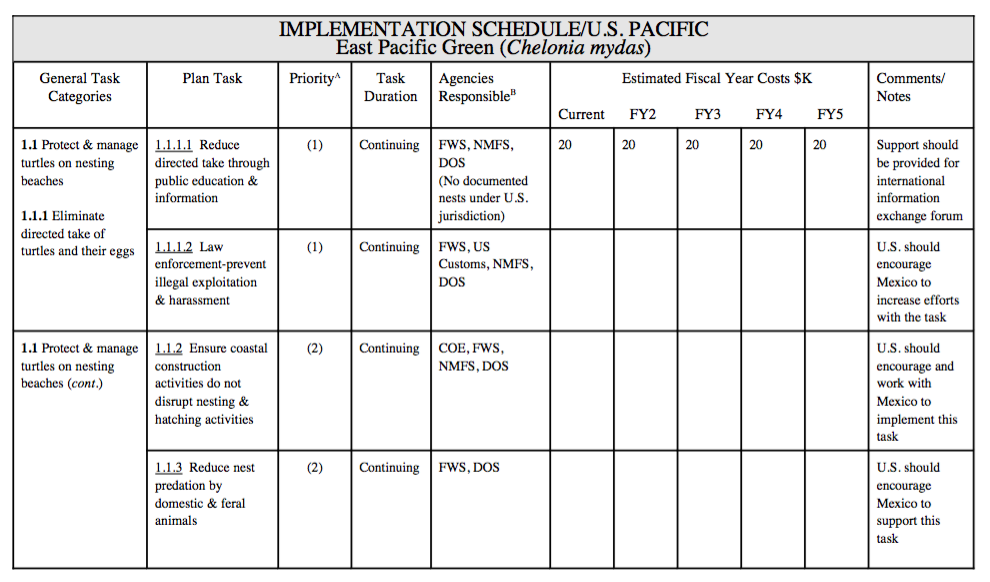 IMPLEMENTATION SCHEDULE/U.S. PACIFIC
East Pacific Green (Chelonia mydas)
General Task
Categories
Plan Task
Priorityᴬ
Task
Duration
Agencies
Responsibleᴮ
Estimated Fiscal Year Costs $K
Current FY2 FY3 FY4 FY5
Comments/
Notes
1.1 Protect & manage
turtles on nesting
beaches
1.1.1 Eliminate
directed take of
turtles and their eggs
1.1.1.1 Reduce
directed take through
public education &
information
(1)
Continuing
FWS, NMFS,
DOS
(No documented
nests under U.S.
jurisdiction)
20 20 20 20 20
Support should
be provided for
international
information
exchange forum
1.1.1.2 Law
enforcement-prevent
illegal exploitation
& harassment
(1)
Continuing
FWS, US
Customs, NMFS,
DOS
U.S. should
encourage
Mexico to
increase efforts
with the task
1.1 Protect & manage
turtles on nesting
beaches (cont.)
1.1.2 Ensure coastal
construction
activities do not
disrupt nesting &
hatching activities
(2)
Continuing
COE, FWS,
NMFS, DOS
U.S. should
encourage and
work with
Mexico to
implement this
task
1.1.3 Reduce nest
predation by
domestic & feral
animals
(2)
Continuing
FWS, DOS
U.S. should
encourage
Mexico to
support this
task